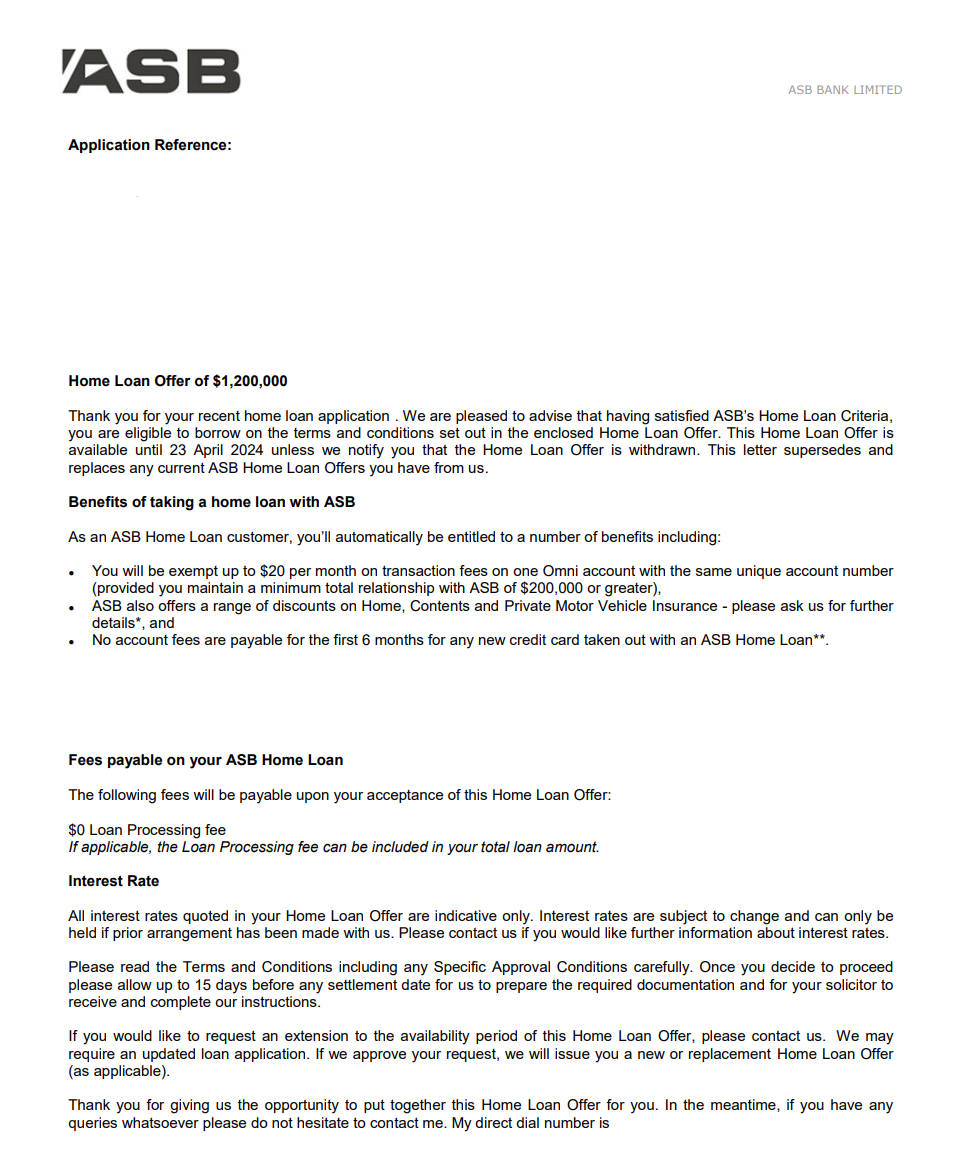 ASB
ASB BANK LIMITED
Application Reference:
Home Loan Offer of $1,200,000
Thank you for your recent home loan application . We are pleased to advise that having satisfied ASB's Home Loan Criteria,
you are eligible to borrow on the terms and conditions set out in the enclosed Home Loan Offer. This Home Loan Offer is
available until 23 April 2024 unless we notify you that the Home Loan Offer is withdrawn. This letter supersedes and
replaces any current ASB Home Loan Offers you have from us.
Benefits of taking a home loan with ASB
As an ASB Home Loan customer, you'll automatically be entitled to a number of benefits including:
• You will be exempt up to $20 per month on transaction fees on one Omni account with the same unique account number
(provided you maintain a minimum total relationship with ASB of $200,000 or greater),
• ASB also offers a range of discounts on Home, Contents and Private Motor Vehicle Insurance - please ask us for further
details*, and
• No account fees are payable for the first 6 months for any new credit card taken out with an ASB Home Loan**.
Fees payable on your ASB Home Loan
The following fees will be payable upon your acceptance of this Home Loan Offer:
$0 Loan Processing fee
If applicable, the Loan Processing fee can be included in your total loan amount.
Interest Rate
All interest rates quoted in your Home Loan Offer are indicative only. Interest rates are subject to change and can only be
held if prior arrangement has been made with us. Please contact us if you would like further information about interest rates.
Please read the Terms and Conditions including any Specific Approval Conditions carefully. Once you decide to proceed
please allow up to 15 days before any settlement date for us to prepare the required documentation and for your solicitor to
receive and complete our instructions.
If you would like to request an extension to the availability period of this Home Loan Offer, please contact us. We may
require an updated loan application. If we approve your request, we will issue you a new or replacement Home Loan Offer
(as applicable).
Thank you for giving us the opportunity to put together this Home Loan Offer for you. In the meantime, if you have any
queries whatsoever please do not hesitate to contact me. My direct dial number is